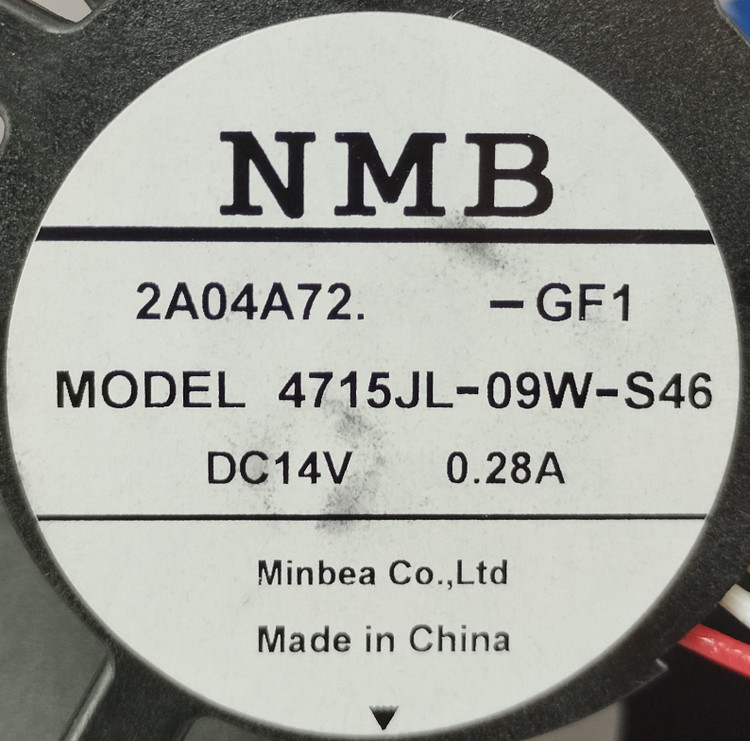 NMB
2A04A72. -GF1
MODEL 4715JL-09W-S46
DC14V 0.28A
Minbea Co.,Ltd
Made in China